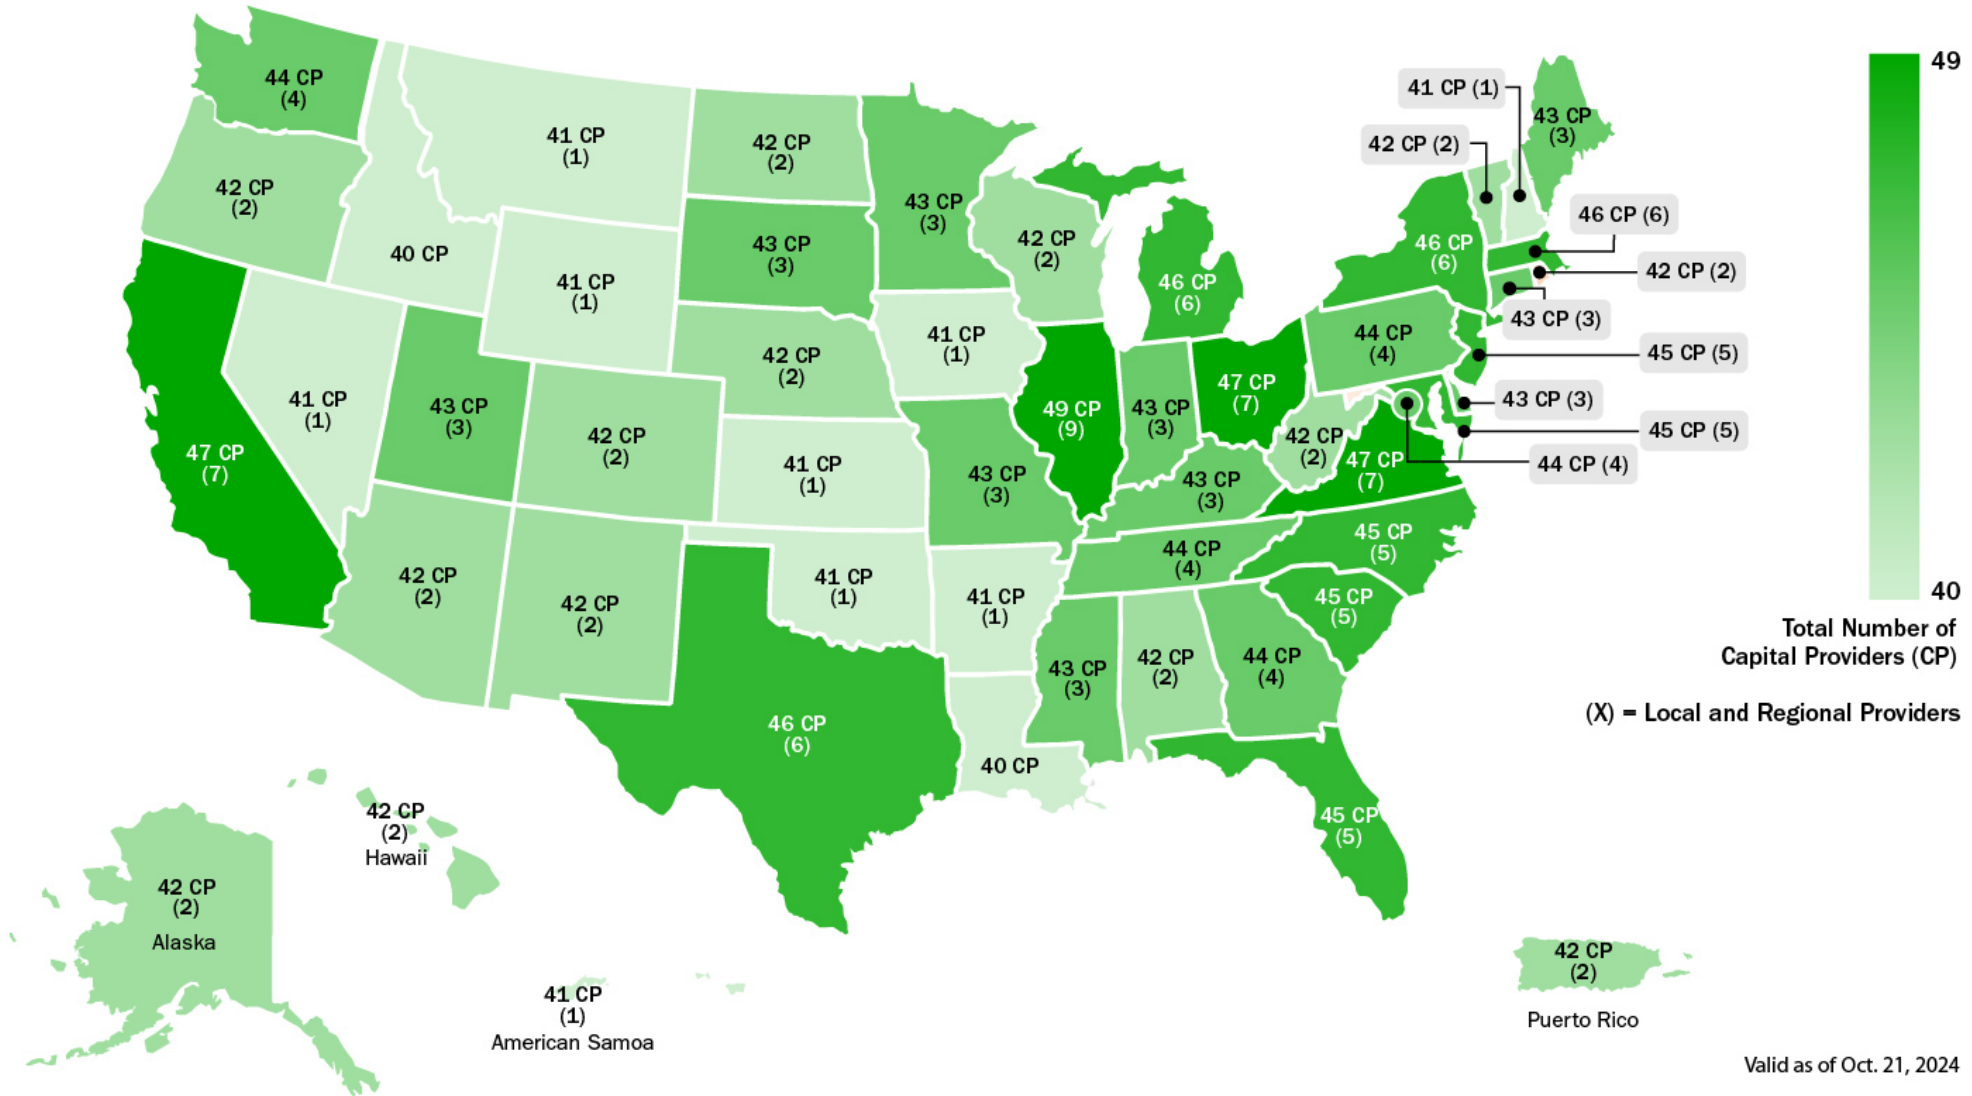 44 CP
(4)
42 CP
(2)
40 CP
41 CP
(1)
42 CP
(2)
43 CP
(3)
43 CP
(3)
42 CP
(2)
41 CP
(1)
42 CP
(2)
41 CP
(1)
47 CP
(7)
41 CP
(1)
43 CP
(3)
42 CP
(2)
41 CP
(1)
43 CP
(3)
49 CP
(9)
43 CP
(3)
47 CP
(7)
46 CP
(6)
44 CP
(4)
46 CP
(6)
42 CP (2)
41 CP (1)
43 CP
(3)
46 CP (6)
42 CP (2)
43 CP (3)
45 CP (5)
43 CP (3)
45 CP (5)
44 CP (4)
42 CP
(2)
47 CP
(7)
43 CP
(3)
45 CP
(5)
44 CP
(4)
45 CP
(5)
42 CP
(2)
42 CP
(2)
41 CP
(1)
41 CP
(1)
43 CP
(3)
42 CP
(2)
44 CP
(4)
46 CP
(6)
40 CP
45 CP
(5)
42 CP
(2)
Alaska
42 CP
(2)
Hawaii
41 CP
(1)
American Samoa
42 CP
(2)
Puerto Rico
49
40
Total Number of
Capital Providers (CP)
(X) = Local and Regional Providers
Valid as of Oct. 21, 2024